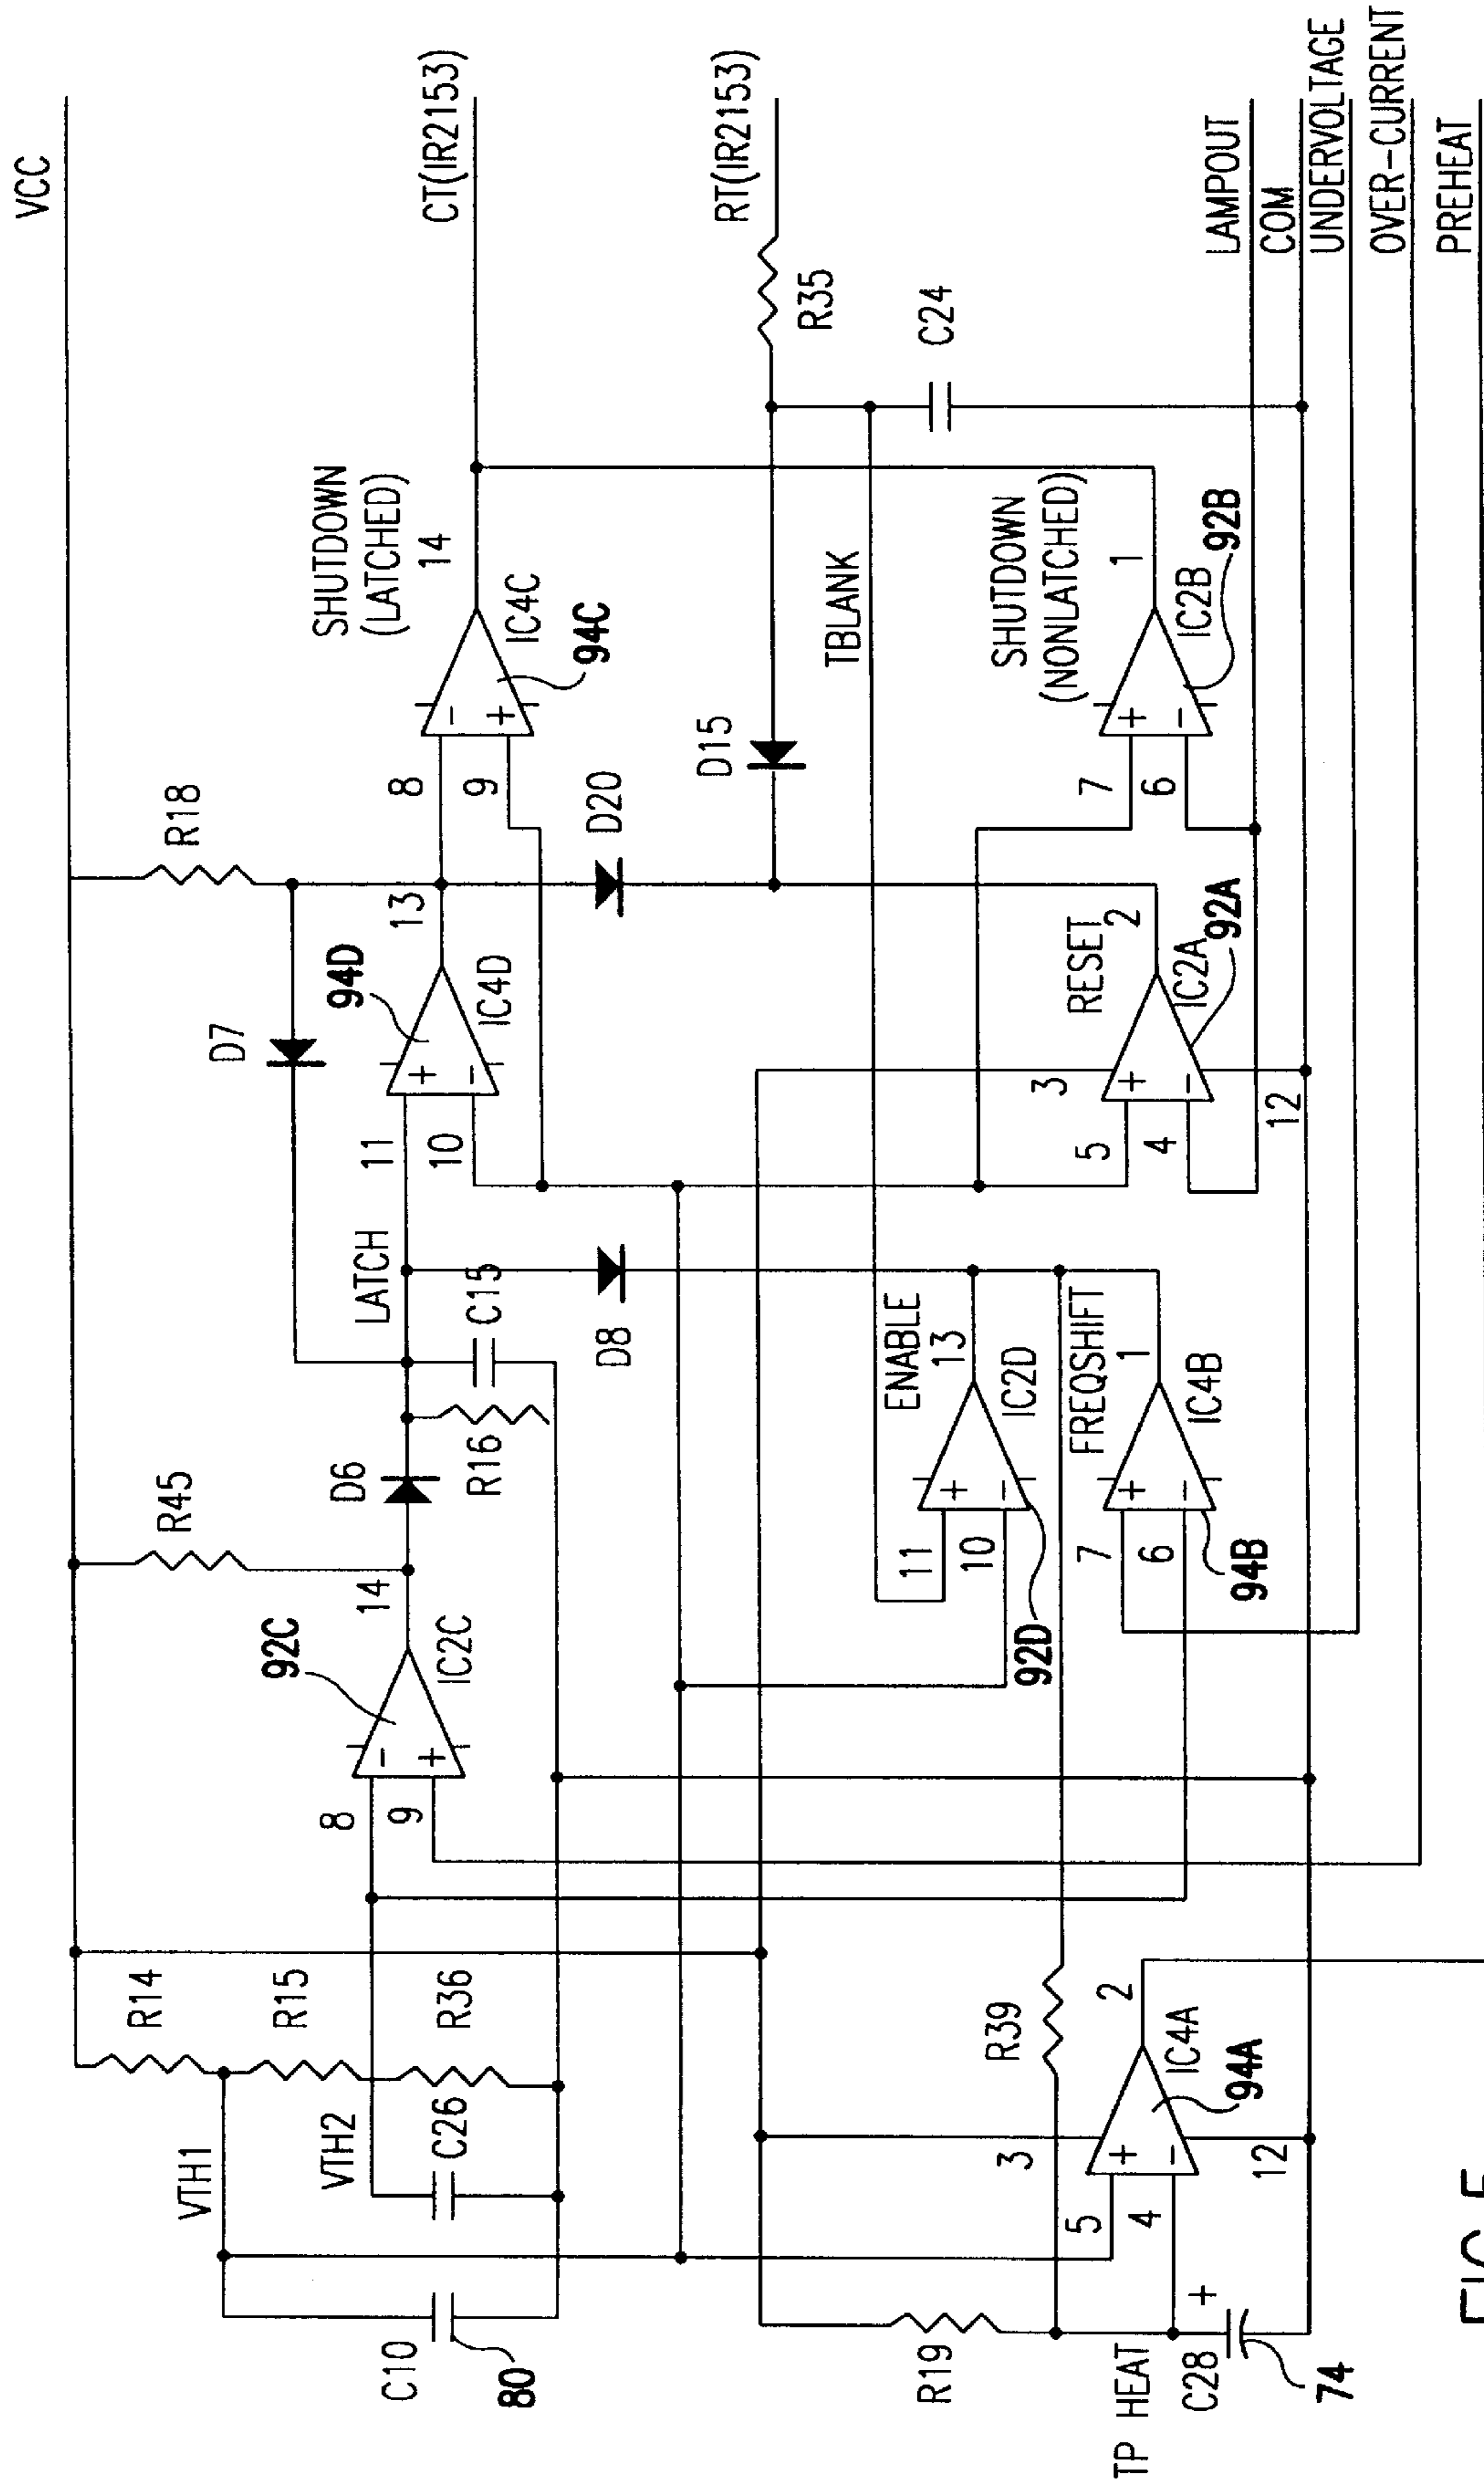 VCC
CT(IR2153)
RT(IR2153)
LAMPOUT
COM
UNDERVOLTAGE
OVER-CURRENT
PREHEAT
R35
C24
SHUTDOWN
(LATCHED)
14
IC4C
94C
-
+
8
9
TBLANK
SHUTDOWN
(NONLATCHED)
1
IC2B
92B
+
-
7
6
R18
D15
D20
13
94D
IC4D
+
-
11
10
D7
RESET
2
92A
IC2A
3
+
-
5
4
12
LATCH
C15
D8
R16
D6
R45
ENABLE
13
IC2D
+
-
11
10
92D
FREQSHIFT
1
IC4B
+
-
7
6
94B
14
92C
IC2C
-
+
8
9
R14
R15
R36
VTH1
VTH2
C26
C10
80
R39
2
IC4A
94A
3
+
-
5
4
12
R19
TP HEAT
C28
+
74